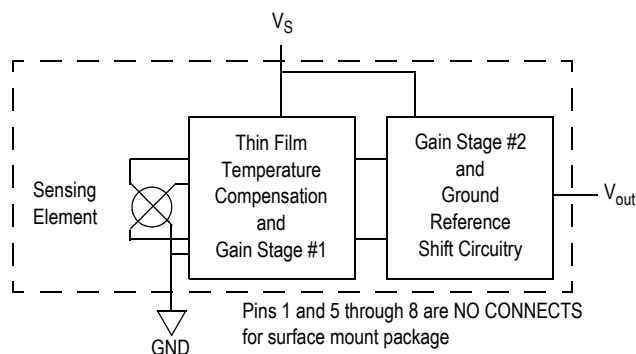 V_S
Thin Film
Temperature
Compensation
and
Gain Stage #1
Gain Stage #2
and
Ground
Reference
Shift Circuitry
Sensing
Element
V_out
Pins 1 and 5 through 8 are NO CONNECTS
for surface mount package
GND